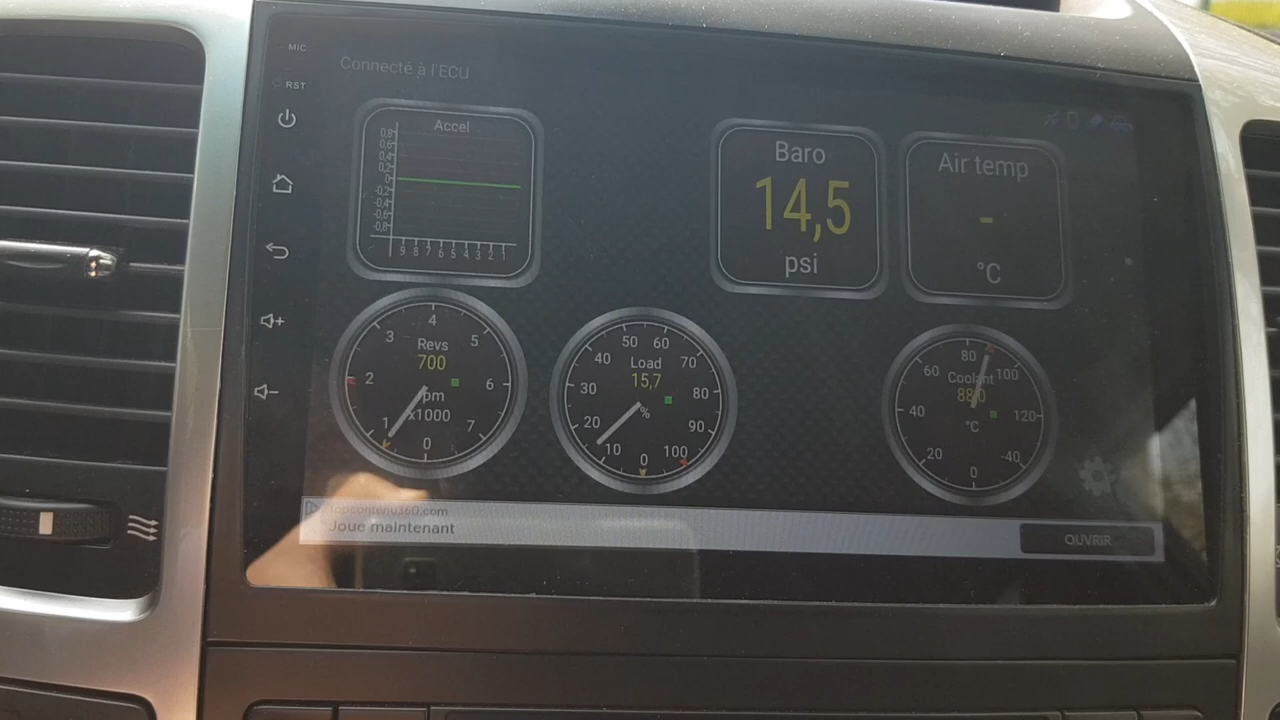 MIC
RST
Connecté à l'ECU
Accel
0,8
0,6
0,4
0,2
0
-0,2
-0,4
-0,6
-0,8
9 8 7 6 5 4 3 2 1
Baro
14,5
psi
Air temp
-
°C
0 1 2 3 4 5 6 7
Revs
700
rpm
x1000
0 10 20 30 40 50 60 70 80 90 100
Load
15,7
%
-40 0 20 40 60 80 100 120
Coolant
88,0
°C
topcontenu360.com
Joue maintenant
OUVRIR